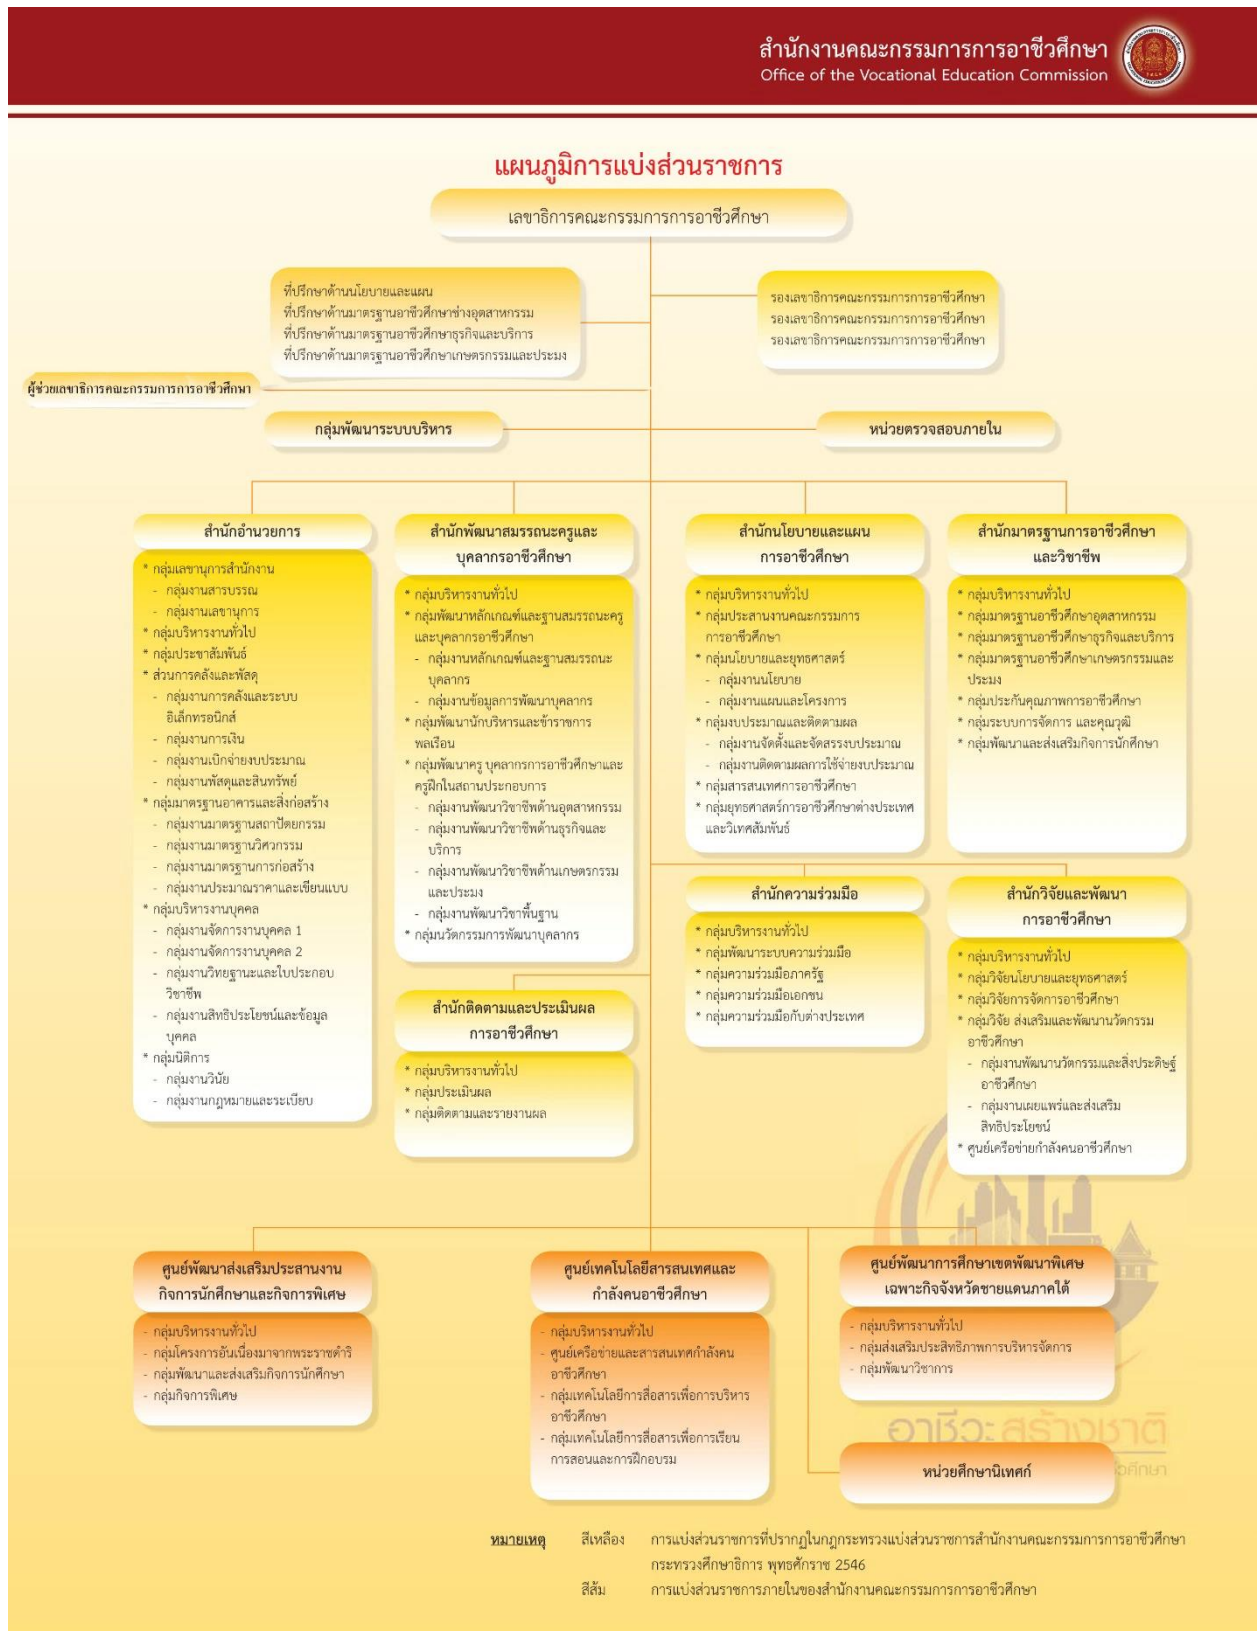 สำนักงานคณะกรรมการการอาชีวศึกษา
Office of the Vocational Education Commission
แผนภูมิการแบ่งส่วนราชการ
เลขาธิการคณะกรรมการการอาชีวศึกษา
ที่ปรึกษาด้านนโยบายและแผน
ที่ปรึกษาด้านมาตรฐานอาชีวศึกษาช่างอุตสาหกรรม
ที่ปรึกษาด้านมาตรฐานอาชีวศึกษาธุรกิจและบริการ
ที่ปรึกษาด้านมาตรฐานอาชีวศึกษาเกษตรกรรมและประมง
รองเลขาธิการคณะกรรมการการอาชีวศึกษา
รองเลขาธิการคณะกรรมการการอาชีวศึกษา
รองเลขาธิการคณะกรรมการการอาชีวศึกษา
ผู้ช่วยเลขาธิการคณะกรรมการการอาชีวศึกษา
กลุ่มพัฒนาระบบบริหาร
หน่วยตรวจสอบภายใน
สำนักอำนวยการ
* กลุ่มเลขานุการสำนักงาน
- กลุ่มงานสารบรรณ
- กลุ่มงานเลขานุการ
* กลุ่มบริหารงานทั่วไป
* กลุ่มประชาสัมพันธ์
* ส่วนการคลังและพัสดุ
- กลุ่มงานการคลังและระบบ
อิเล็กทรอนิกส์
- กลุ่มงานการเงิน
- กลุ่มงานเบิกจ่ายงบประมาณ
- กลุ่มงานพัสดุและสินทรัพย์
* กลุ่มมาตรฐานอาคารและสิ่งก่อสร้าง
- กลุ่มงานมาตรฐานสถาปัตยกรรม
- กลุ่มงานมาตรฐานวิศวกรรม
- กลุ่มงานมาตรฐานการก่อสร้าง
- กลุ่มงานประมาณราคาและเขียนแบบ
* กลุ่มบริหารงานบุคคล
- กลุ่มงานจัดการงานบุคคล 1
- กลุ่มงานจัดการงานบุคคล 2
- กลุ่มงานวิทยฐานะและใบประกอบ
วิชาชีพ
- กลุ่มงานสิทธิประโยชน์และข้อมูล
บุคคล
* กลุ่มนิติการ
- กลุ่มงานวินัย
- กลุ่มงานกฎหมายและระเบียบ
สำนักพัฒนาสมรรถนะครูและ
บุคลากรอาชีวศึกษา
* กลุ่มบริหารงานทั่วไป
* กลุ่มพัฒนาหลักเกณฑ์และฐานสมรรถนะครู
และบุคลากรอาชีวศึกษา
- กลุ่มงานหลักเกณฑ์และฐานสมรรถนะ
บุคลากร
- กลุ่มงานข้อมูลการพัฒนาบุคลากร
* กลุ่มพัฒนานักบริหารและข้าราชการ
พลเรือน
* กลุ่มพัฒนาครู บุคลากรการอาชีวศึกษาและ
ครูฝึกในสถานประกอบการ
- กลุ่มงานพัฒนาวิชาชีพด้านอุตสาหกรรม
- กลุ่มงานพัฒนาวิชาชีพด้านธุรกิจและ
บริการ
- กลุ่มงานพัฒนาวิชาชีพด้านเกษตรกรรม
และประมง
- กลุ่มงานพัฒนาวิชาพื้นฐาน
* กลุ่มนวัตกรรมการพัฒนาบุคลากร
สำนักนโยบายและแผน
การอาชีวศึกษา
* กลุ่มบริหารงานทั่วไป
* กลุ่มประสานงานคณะกรรมการ
การอาชีวศึกษา
* กลุ่มนโยบายและยุทธศาสตร์
- กลุ่มงานนโยบาย
- กลุ่มงานแผนและโครงการ
* กลุ่มงบประมาณและติดตามผล
- กลุ่มงานจัดตั้งและจัดสรรงบประมาณ
- กลุ่มงานติดตามผลการใช้จ่ายงบประมาณ
* กลุ่มสารสนเทศการอาชีวศึกษา
* กลุ่มยุทธศาสตร์การอาชีวศึกษาต่างประเทศ
และวิเทศสัมพันธ์
สำนักมาตรฐานการอาชีวศึกษา
และวิชาชีพ
* กลุ่มบริหารงานทั่วไป
* กลุ่มมาตรฐานอาชีวศึกษาอุตสาหกรรม
* กลุ่มมาตรฐานอาชีวศึกษาธุรกิจและบริการ
* กลุ่มมาตรฐานอาชีวศึกษาเกษตรกรรมและ
ประมง
* กลุ่มประกันคุณภาพการอาชีวศึกษา
* กลุ่มระบบการจัดการ และคุณวุฒิ
* กลุ่มพัฒนาและส่งเสริมกิจการนักศึกษา
สำนักติดตามและประเมินผล
การอาชีวศึกษา
* กลุ่มบริหารงานทั่วไป
* กลุ่มประเมินผล
* กลุ่มติดตามและรายงานผล
สำนักความร่วมมือ
* กลุ่มบริหารงานทั่วไป
* กลุ่มพัฒนาระบบความร่วมมือ
* กลุ่มความร่วมมือภาครัฐ
* กลุ่มความร่วมมือเอกชน
* กลุ่มความร่วมมือกับต่างประเทศ
สำนักวิจัยและพัฒนา
การอาชีวศึกษา
* กลุ่มบริหารงานทั่วไป
* กลุ่มวิจัยนโยบายและยุทธศาสตร์
* กลุ่มวิจัยการจัดการอาชีวศึกษา
* กลุ่มวิจัย ส่งเสริมและพัฒนานวัตกรรม
อาชีวศึกษา
- กลุ่มงานพัฒนานวัตกรรมและสิ่งประดิษฐ์
อาชีวศึกษา
- กลุ่มงานเผยแพร่และส่งเสริม
สิทธิประโยชน์
* ศูนย์เครือข่ายกำลังคนอาชีวศึกษา
ศูนย์พัฒนาส่งเสริมประสานงาน
กิจการนักศึกษาและกิจการพิเศษ
- กลุ่มบริหารงานทั่วไป
- กลุ่มโครงการอันเนื่องมาจากพระราชดำริ
- กลุ่มพัฒนาและส่งเสริมกิจการนักศึกษา
- กลุ่มกิจการพิเศษ
ศูนย์เทคโนโลยีสารสนเทศและ
กำลังคนอาชีวศึกษา
- กลุ่มบริหารงานทั่วไป
- ศูนย์เครือข่ายและสารสนเทศกำลังคน
อาชีวศึกษา
- กลุ่มเทคโนโลยีการสื่อสารเพื่อการบริหาร
อาชีวศึกษา
- กลุ่มเทคโนโลยีการสื่อสารเพื่อการเรียน
การสอนและการฝึกอบรม
ศูนย์พัฒนาการศึกษาเขตพัฒนาพิเศษ
เฉพาะกิจจังหวัดชายแดนภาคใต้
- กลุ่มบริหารงานทั่วไป
- กลุ่มส่งเสริมประสิทธิภาพการบริหารจัดการ
- กลุ่มพัฒนาวิชาการ
อาชีวะสร้างชาติ
หน่วยศึกษานิเทศก์
หมายเหตุ สีเหลือง การแบ่งส่วนราชการที่ปรากฏในกฎกระทรวงแบ่งส่วนราชการสำนักงานคณะกรรมการการอาชีวศึกษา
กระทรวงศึกษาธิการ พุทธศักราช 2546
สีส้ม การแบ่งส่วนราชการภายในของสำนักงานคณะกรรมการการอาชีวศึกษา